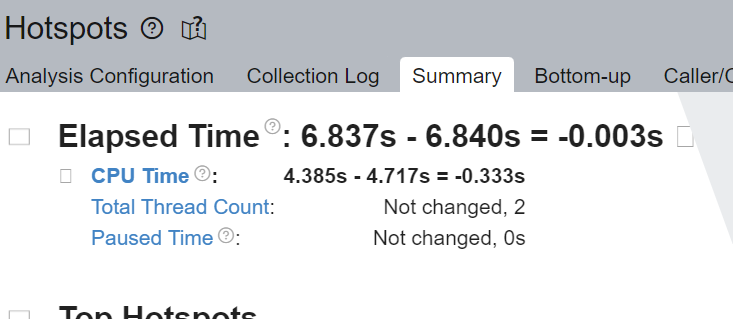 Hotspots
Analysis Configuration Collection Log Summary Bottom-up Caller/
Elapsed Time: 6.837s - 6.840s = -0.003s
CPU Time: 4.385s - 4.717s = -0.333s
Total Thread Count: Not changed, 2
Paused Time: Not changed, 0s
Top Hotspots